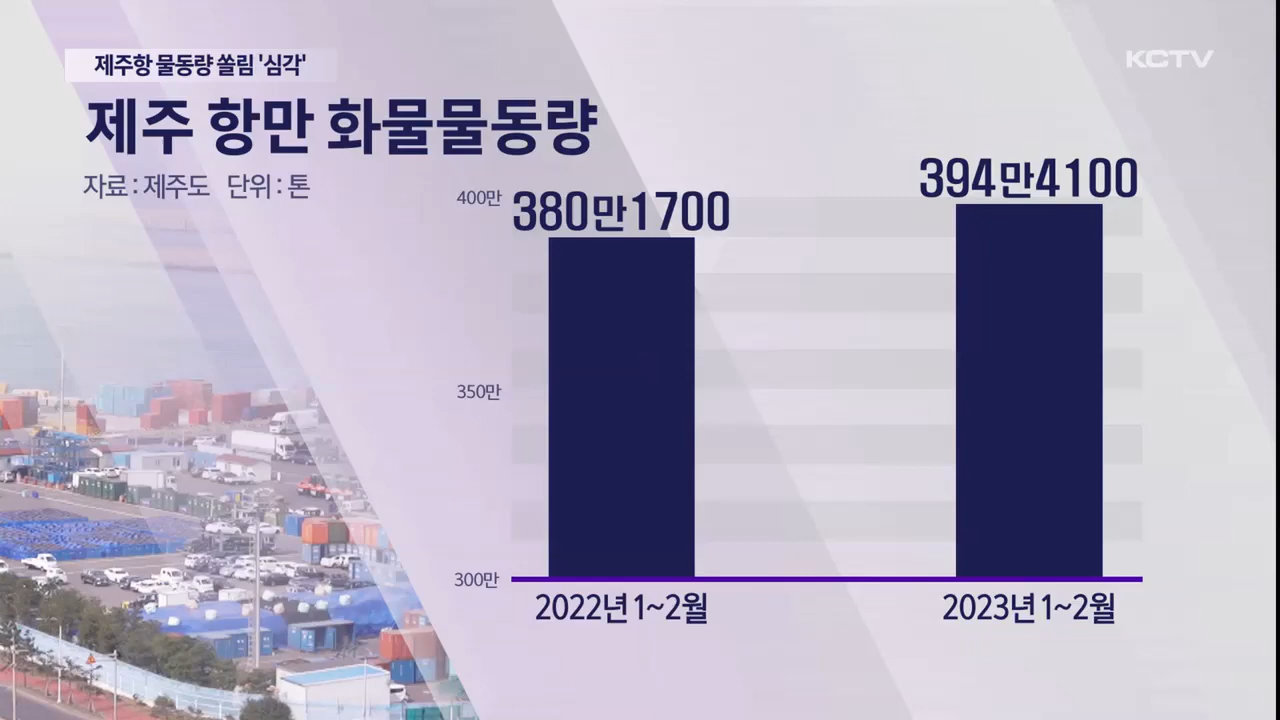 제주항 물동량 쏠림 '심각'
KCTV
제주 항만 화물물동량
자료 : 제주도 단위 : 톤
400만
380만1700
394만4100
350만
300만
2022년 1~2월
2023년 1~2월